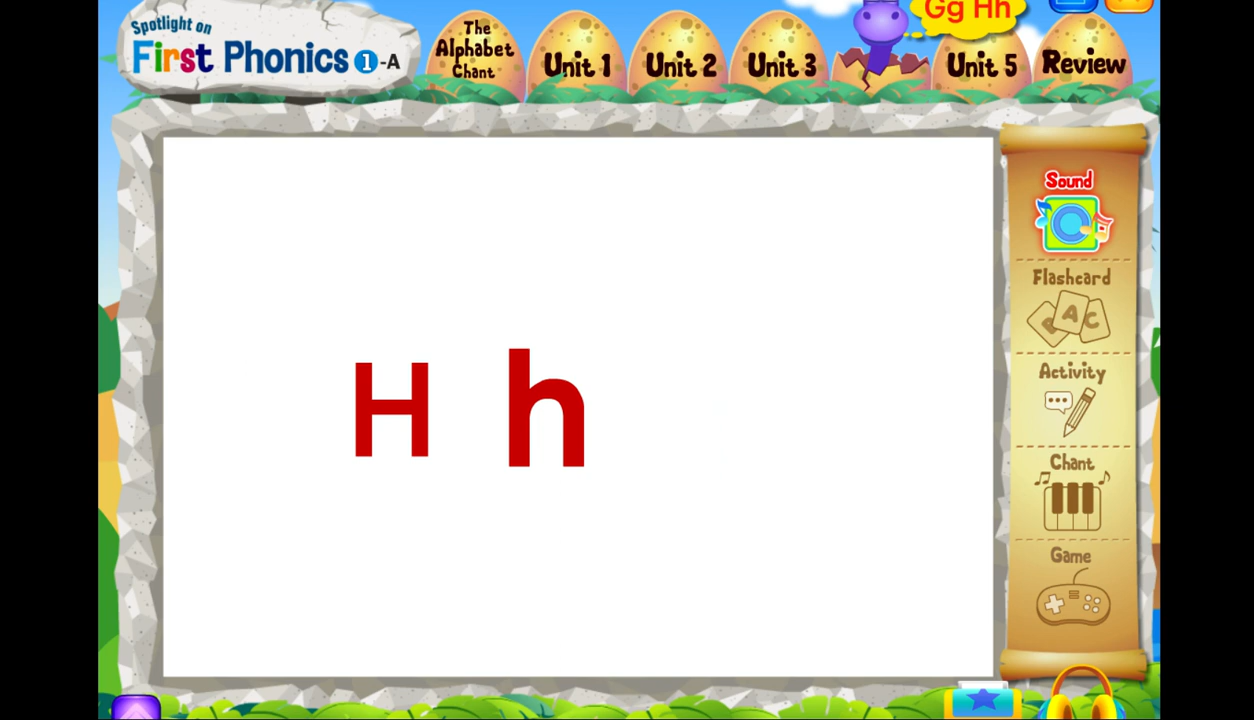 Spotlight on
First Phonics 1-A
The
Alphabet
Chant
Unit 1
Unit 2
Unit 3
Gg Hh
Unit 5
Review
H h
Sound
Flashcard
A C
Activity
Chant
Game